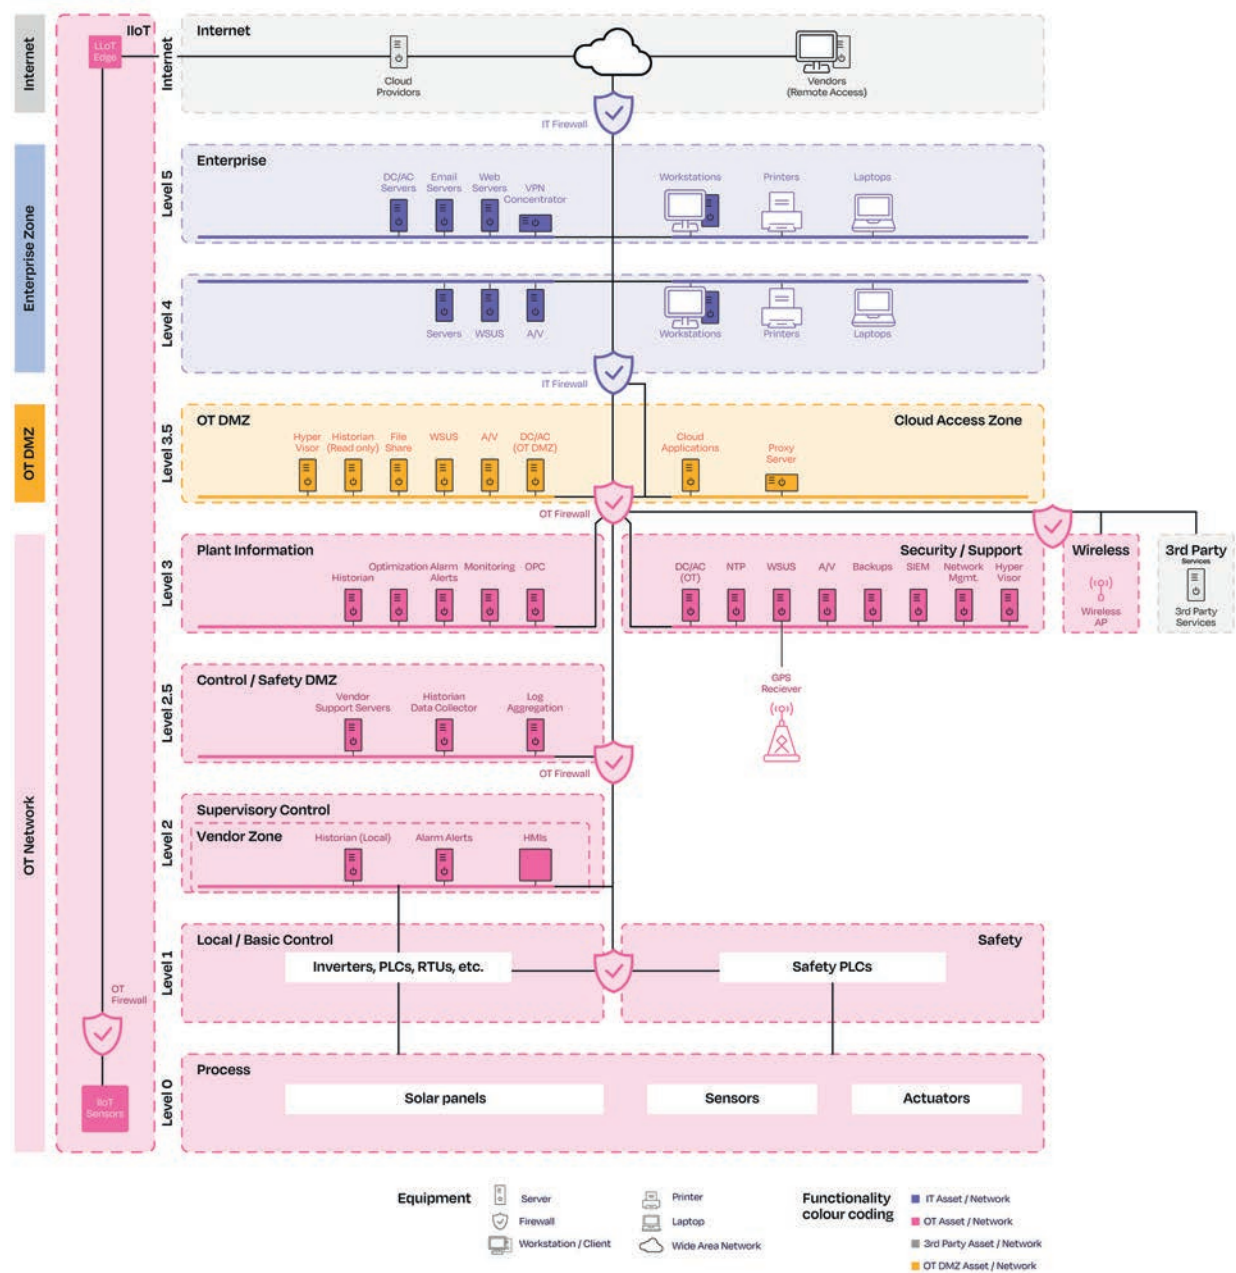 Internet
Enterprise Zone
OT DMZ
OT Network
IIoT
LLoT
Edge
OT
Firewall
IIoT
Sensors
Internet
Internet
Cloud
Providors
Vendors
(Remote Access)
IT Firewall
Level 5
Enterprise
DC/AC
Servers
Email
Servers
Web
Servers
VPN
Concentrator
Workstations
Printers
Laptops
Level 4
Servers
WSUS
A/V
Workstations
Printers
Laptops
IT Firewall
Level 3.5
OT DMZ
Cloud Access Zone
Hyper
Visor
Historian
(Read only)
File
Share
WSUS
A/V
DC/AC
(OT DMZ)
Cloud
Applications
Proxy
Server
OT Firewall
Level 3
Plant Information
Historian
Optimization
Alarm
Alerts
Monitoring
OPC
Security / Support
DC/AC
(OT)
NTP
WSUS
A/V
Backups
SIEM
Network
Mgmt.
Hyper
Visor
Wireless
Wireless
AP
3rd Party
Services
3rd Party
Services
GPS
Reciever
Level 2.5
Control / Safety DMZ
Vendor
Support Servers
Historian
Data Collector
Log
Aggregation
OT Firewall
Level 2
Supervisory Control
Vendor Zone
Historian (Local)
Alarm Alerts
HMIs
Level 1
Local / Basic Control
Inverters, PLCs, RTUs, etc.
Safety
Safety PLCs
Level 0
Process
Solar panels
Sensors
Actuators
Equipment
Server
Firewall
Workstation / Client
Printer
Laptop
Wide Area Network
Functionality
colour coding
IT Asset / Network
OT Asset / Network
3rd Party Asset / Network
OT DMZ Asset / Network